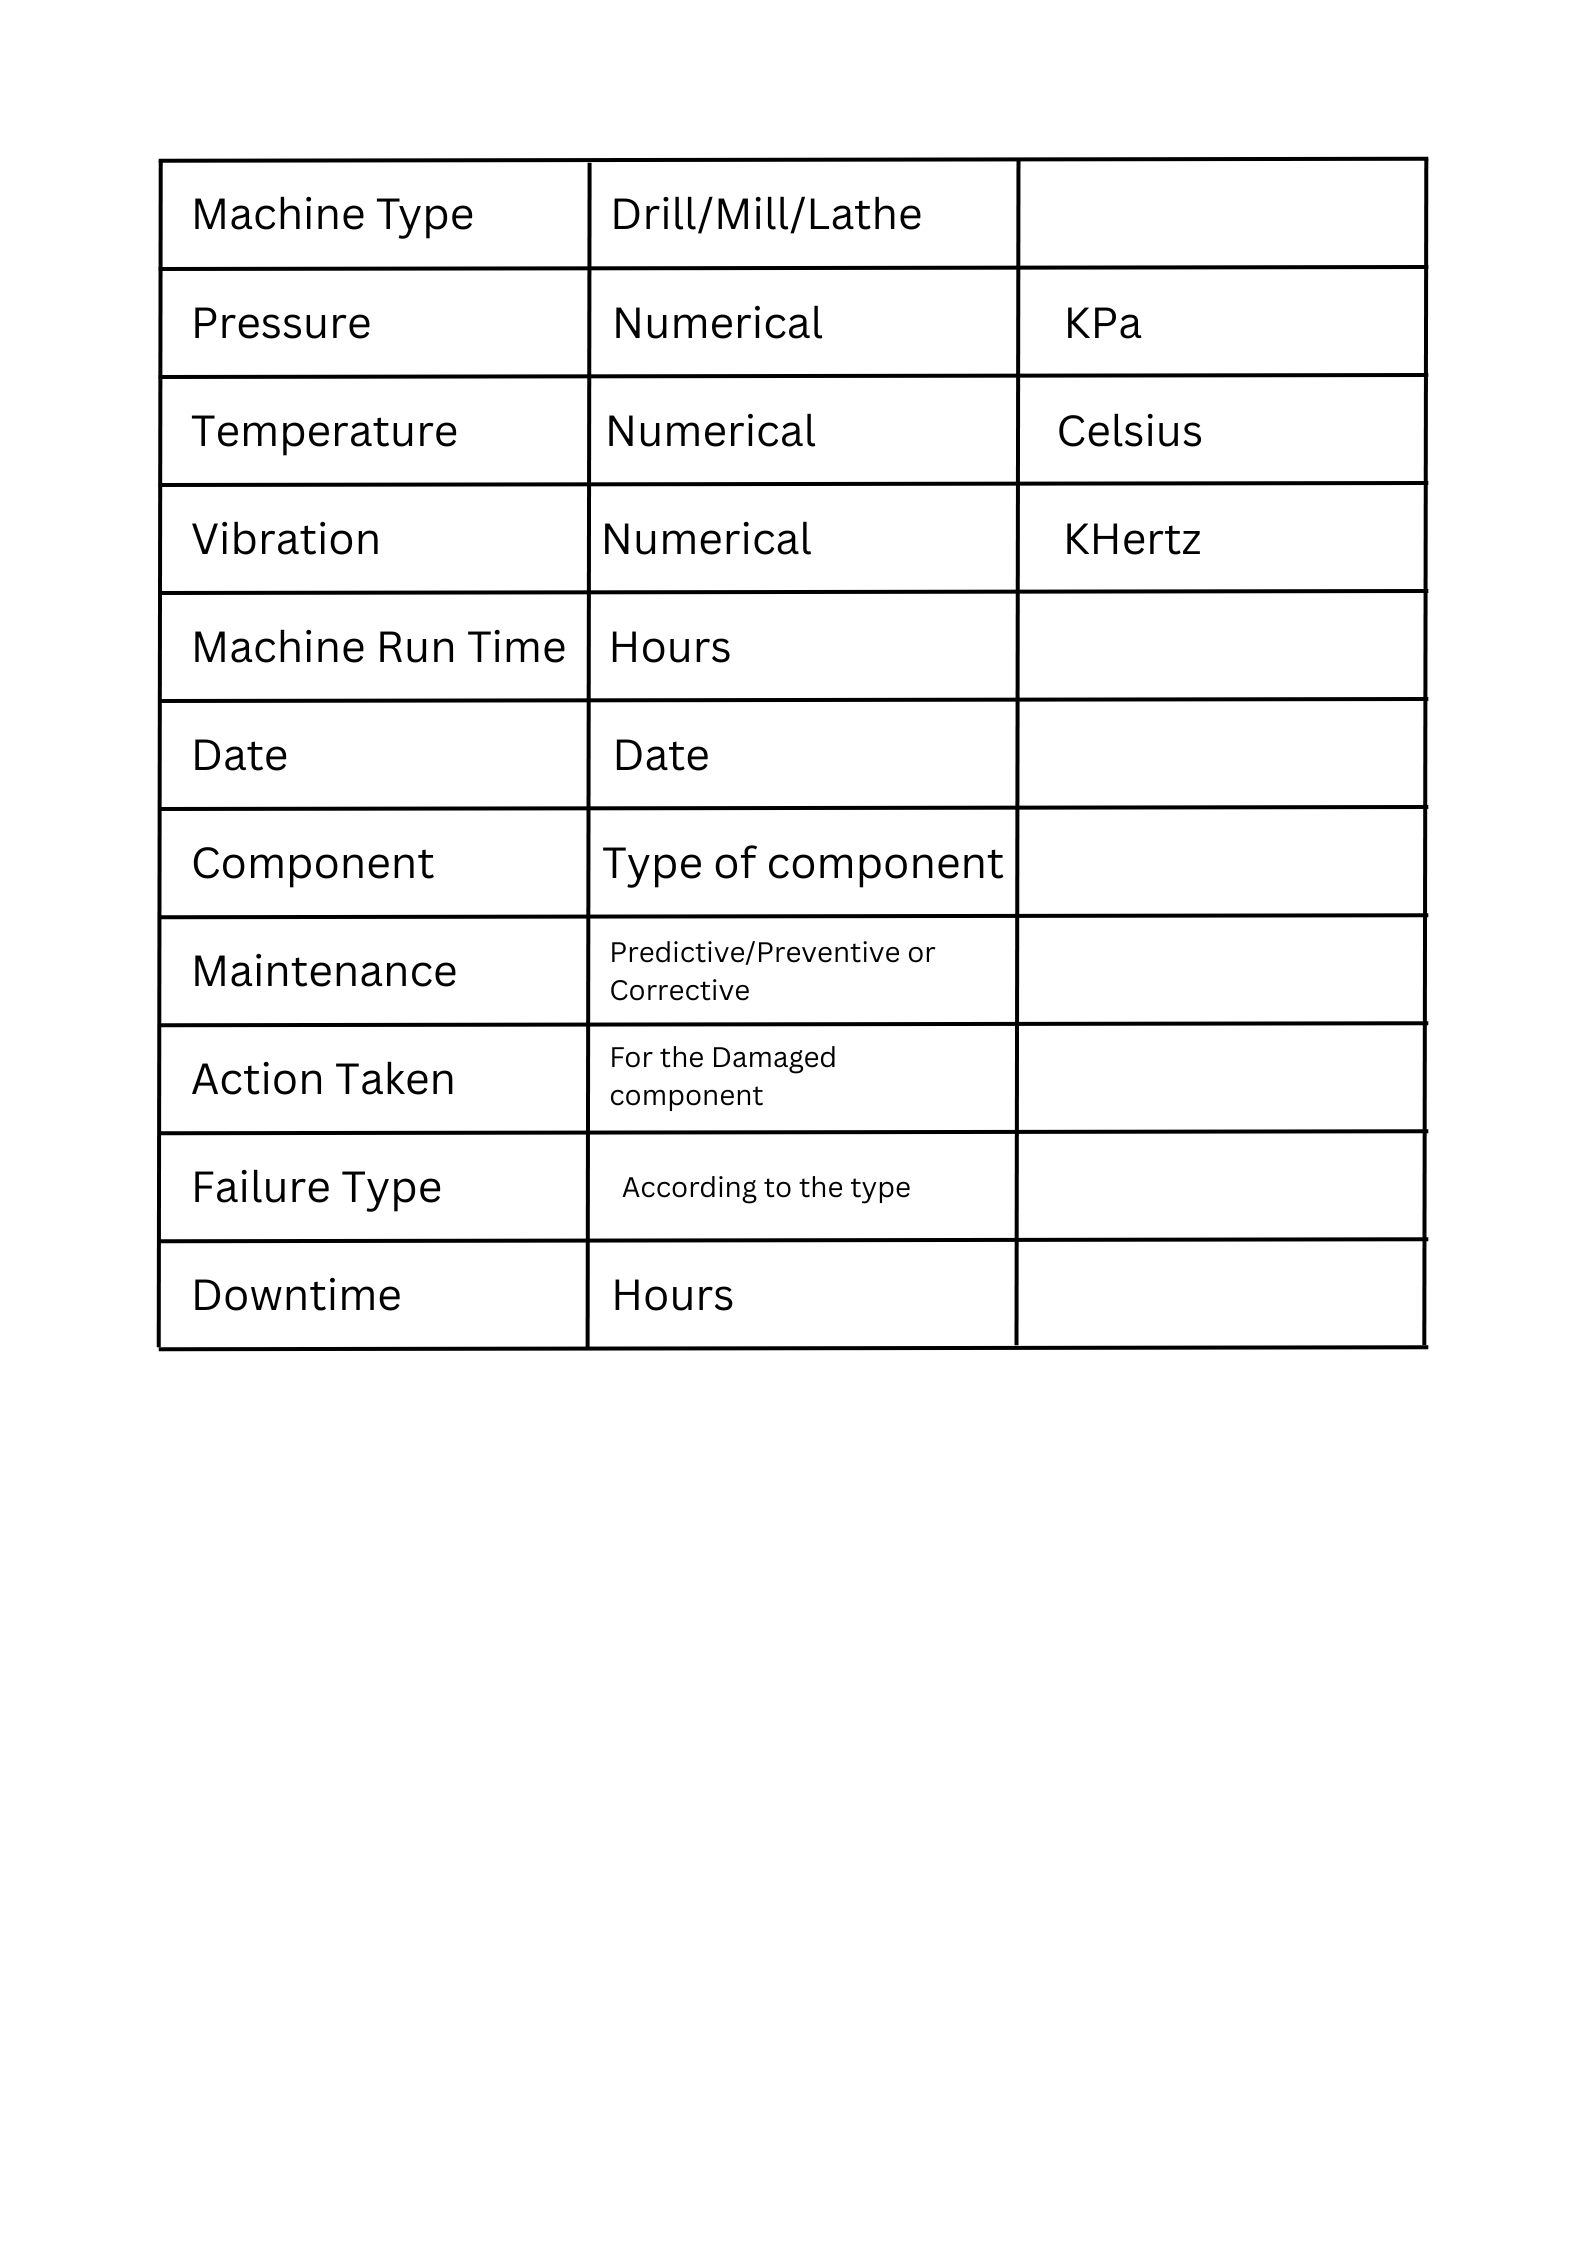 Machine Type Drill/Mill/Lathe
Pressure Numerical KPa
Temperature Numerical Celsius
Vibration Numerical KHertz
Machine Run Time Hours
Date Date
Component Type of component
Maintenance Predictive/Preventive or
Corrective
Action Taken For the Damaged
component
Failure Type According to the type
Downtime Hours